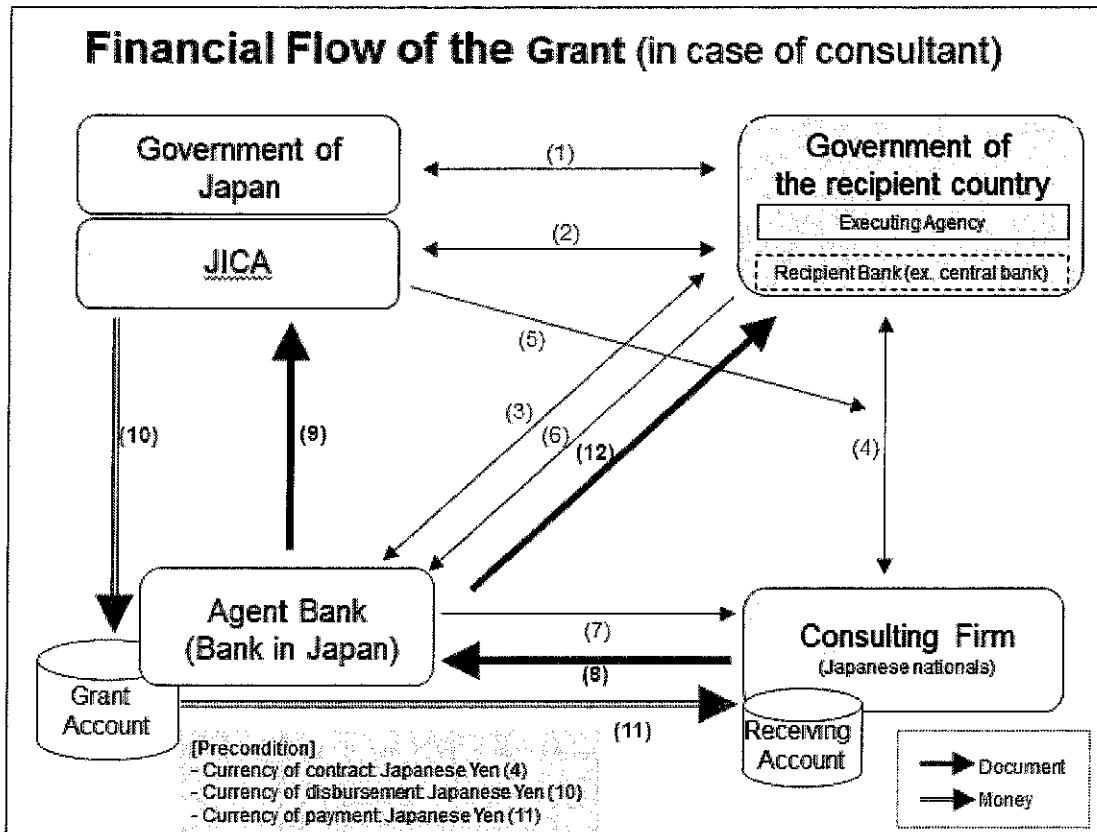 Financial Flow of the Grant (in case of consultant)
Government of
Japan
(1)
Government of
the recipient country
Executing Agency
JICA
(2)
Recipient Bank (ex. central bank)
(5)
(3)
(6)
(10)
(9)
(12)
(4)
Agent Bank
(Bank in Japan)
(7)
Consulting Firm
(Japanese nationals)
(8)
Grant
Account
(11)
Receiving
Account
[Precondition]
- Currency of contract: Japanese Yen (4)
- Currency of disbursement: Japanese Yen (10)
- Currency of payment: Japanese Yen (11)
Document
Money